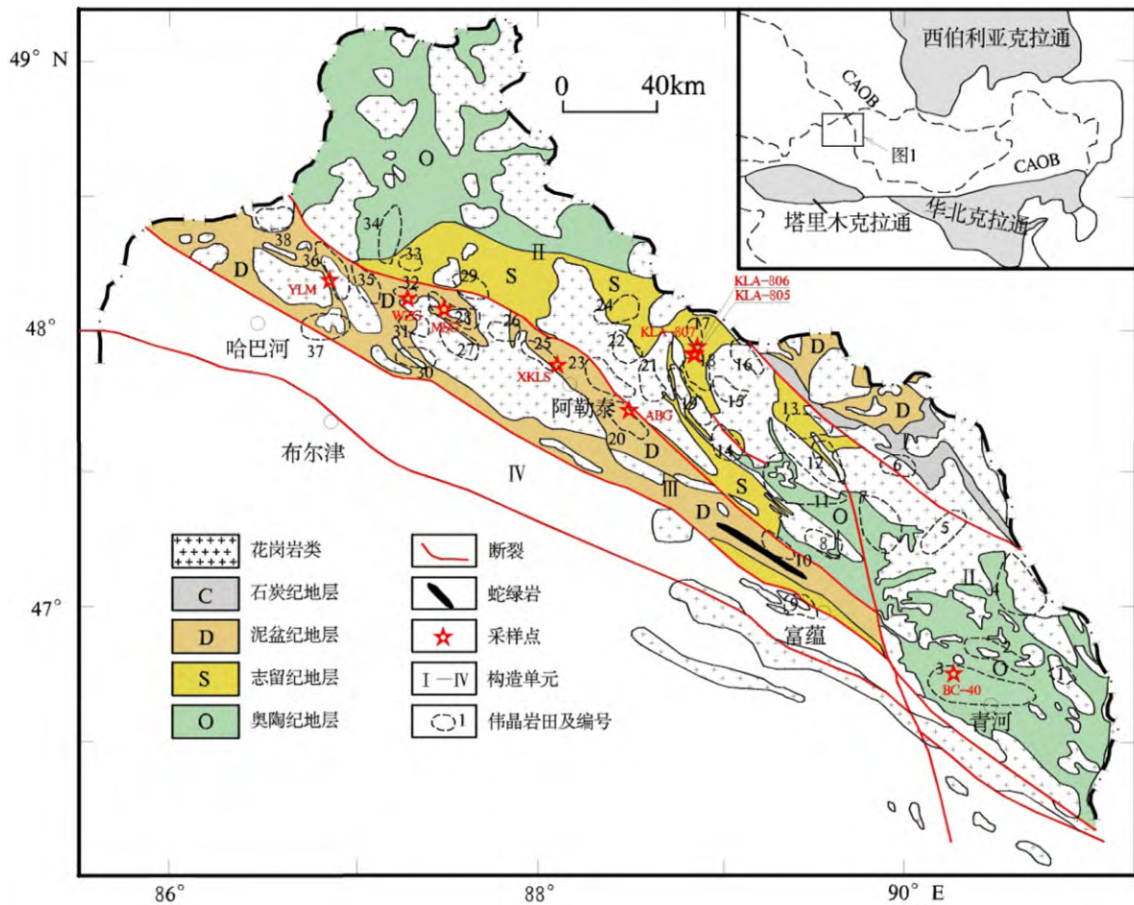 49° N
48°
47°
86°
88°
90° E
0 40km
西伯利亚克拉通
CAOB
图1
CAOB
塔里木克拉通
华北克拉通
O
34
II
38
33
S
36
D
35
29
S
YLM
32
D
24
KLA-806
KLA-805
WZG
MSG
28
26
KLA-807
17
D
哈巴河
31
27
25
22
18
16
37
30
XKLS
23
21
15
D
阿勒泰
ABG
19
13
I
布尔津
20
14
12
6
IV
D
S
11
7
III
O
5
D
8
10
II
9
4
富蕴
2
3
O
1
BC-40
青河
花岗岩类
断裂
C
石炭纪地层
蛇绿岩
D
泥盆纪地层
采样点
S
志留纪地层
I—IV
构造单元
O
奥陶纪地层
1
伟晶岩田及编号